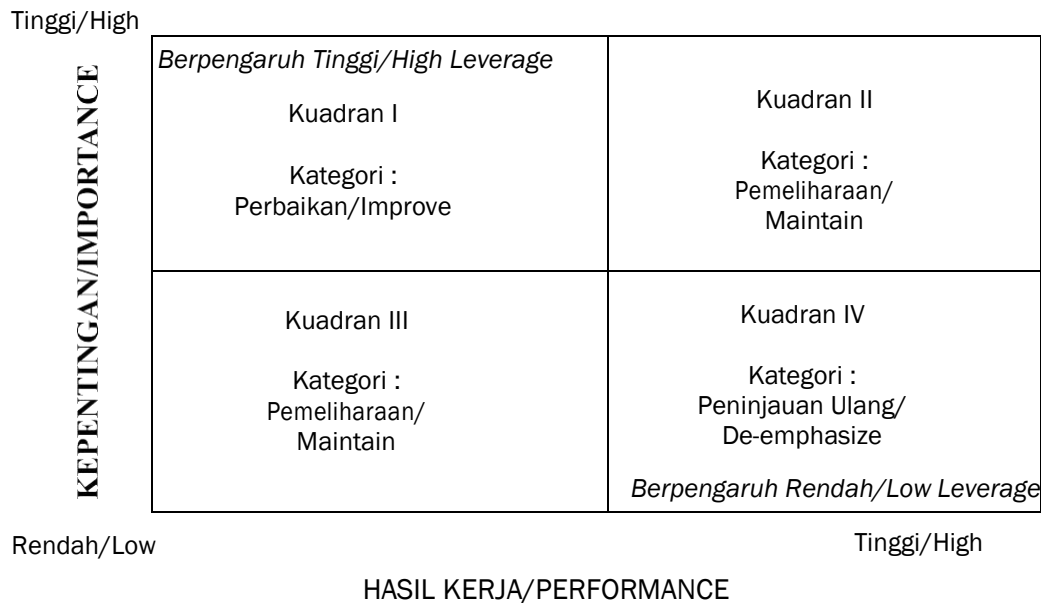 Tinggi/High
KEPENTINGAN/IMPORTANCE
Berpengaruh Tinggi/High Leverage
Kuadran I
Kategori :
Perbaikan/Improve
Kuadran II
Kategori :
Pemeliharaan/
Maintain
Kuadran III
Kategori :
Pemeliharaan/
Maintain
Kuadran IV
Kategori :
Peninjauan Ulang/
De-emphasize
Berpengaruh Rendah/Low Leverage
Rendah/Low
Tinggi/High
HASIL KERJA/PERFORMANCE